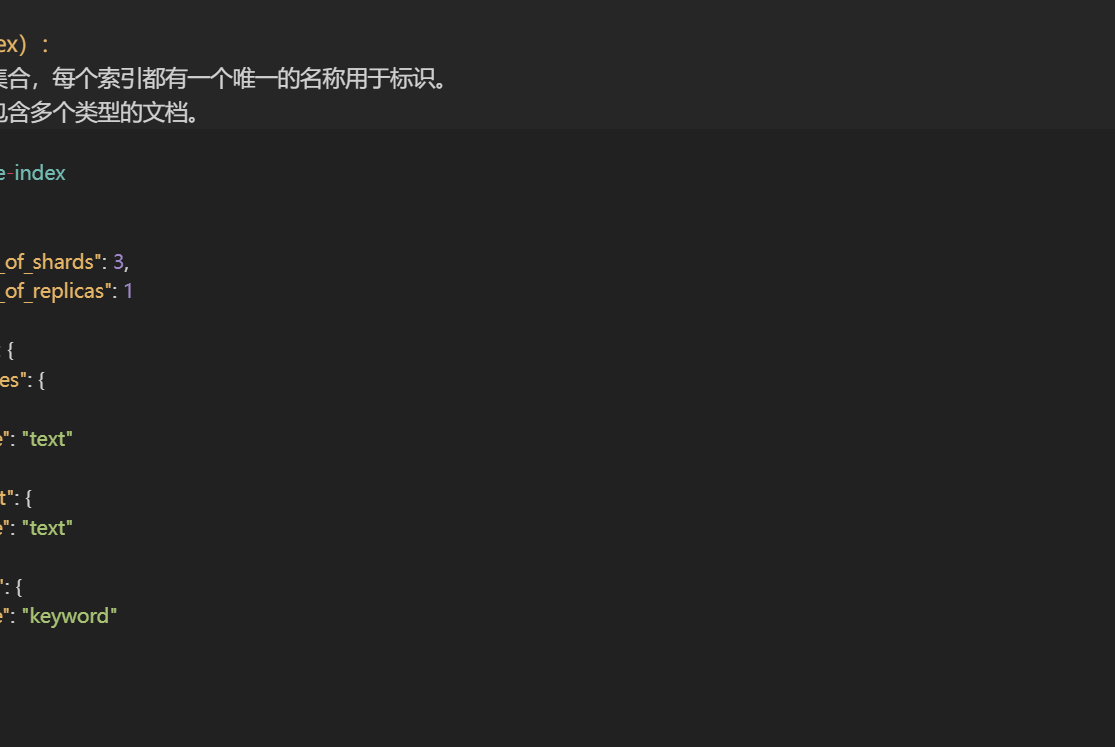 ex）：
集合，每个索引都有一个唯一的名称用于标识。
包含多个类型的文档。
e-index
_of_shards": 3,
_of_replicas": 1
: {
es": {
e": "text"
t": {
e": "text"
": {
e": "keyword"